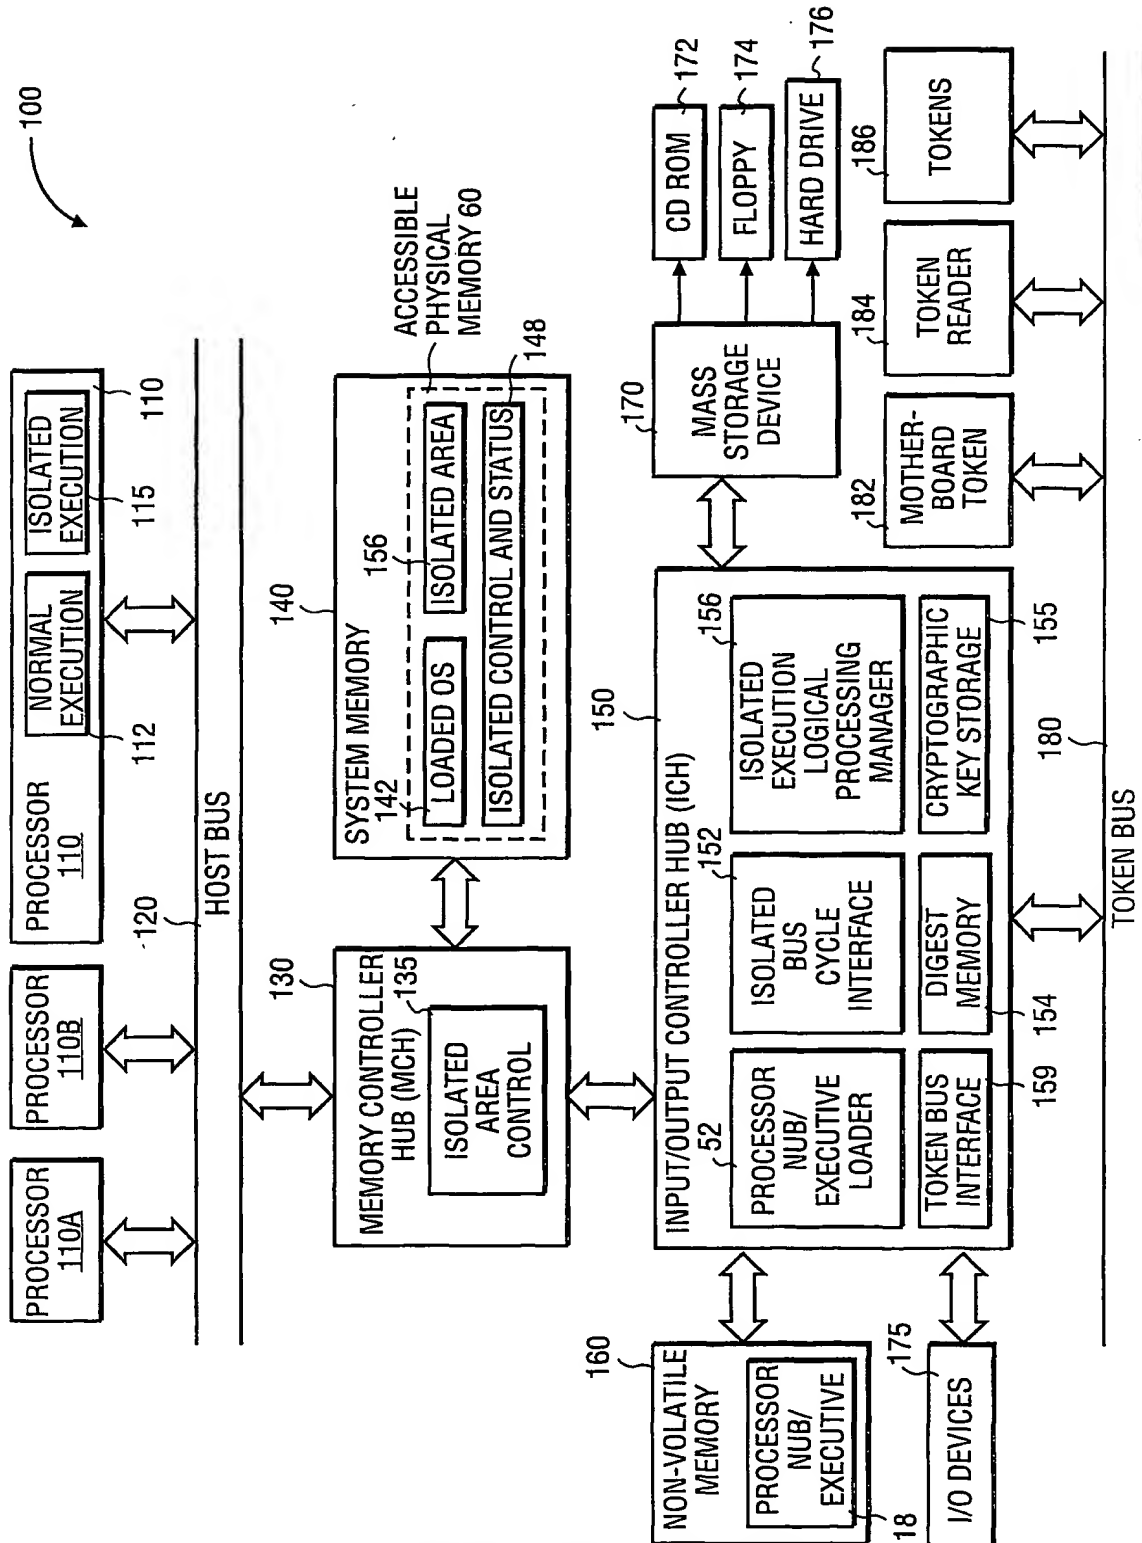 100
PROCESSOR
110A
PROCESSOR
110B
PROCESSOR
110
NORMAL
EXECUTION
112
ISOLATED
EXECUTION
115
110
120
HOST BUS
MEMORY CONTROLLER
HUB (MCH)
130
135
ISOLATED
AREA
CONTROL
SYSTEM MEMORY
140
142
LOADED OS
156
ISOLATED AREA
ISOLATED CONTROL AND STATUS
148
ACCESSIBLE
PHYSICAL
MEMORY 60
INPUT/OUTPUT CONTROLLER HUB (ICH)
150
52
PROCESSOR
NUB/
EXECUTIVE
LOADER
152
ISOLATED
BUS
CYCLE
INTERFACE
156
ISOLATED
EXECUTION
LOGICAL
PROCESSING
MANAGER
TOKEN BUS
INTERFACE
159
DIGEST
MEMORY
154
CRYPTOGRAPHIC
KEY STORAGE
155
NON-VOLATILE
MEMORY
160
PROCESSOR
NUB/
EXECUTIVE
18
I/O DEVICES
175
170
MASS
STORAGE
DEVICE
CD ROM
172
FLOPPY
174
HARD DRIVE
176
182
MOTHER-
BOARD
TOKEN
184
TOKEN
READER
186
TOKENS
180
TOKEN BUS